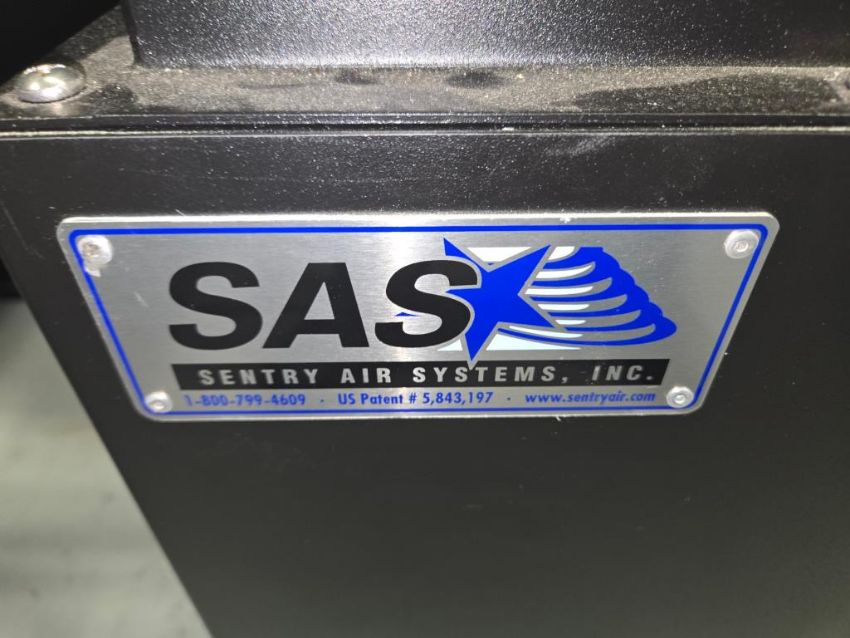 SAS
SENTRY AIR SYSTEMS, INC.
1-800-799-4609 · US Patent # 5,843,197 · www.sentryair.com